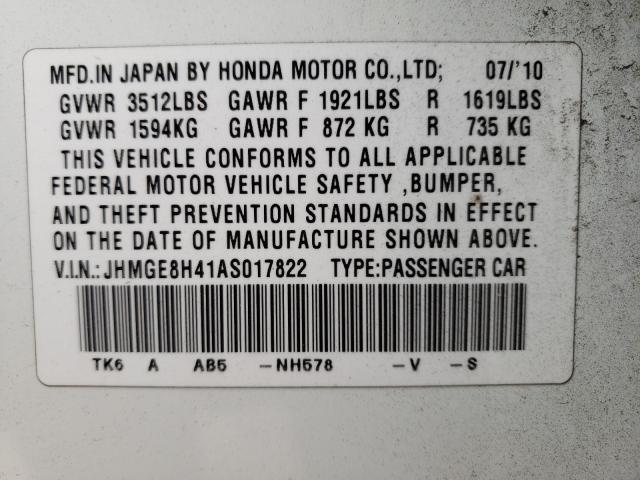 MFD.IN JAPAN BY HONDA MOTOR CO.,LTD; 07/'10
GVWR 3512LBS GAWR F 1921LBS R 1619LBS
GVWR 1594KG GAWR F 872 KG R 735 KG
THIS VEHICLE CONFORMS TO ALL APPLICABLE
FEDERAL MOTOR VEHICLE SAFETY ,BUMPER,
AND THEFT PREVENTION STANDARDS IN EFFECT
ON THE DATE OF MANUFACTURE SHOWN ABOVE.
V.I.N.:JHMGE8H41AS017822 TYPE:PASSENGER CAR
TK6 A AB5 -NH578 -V -S